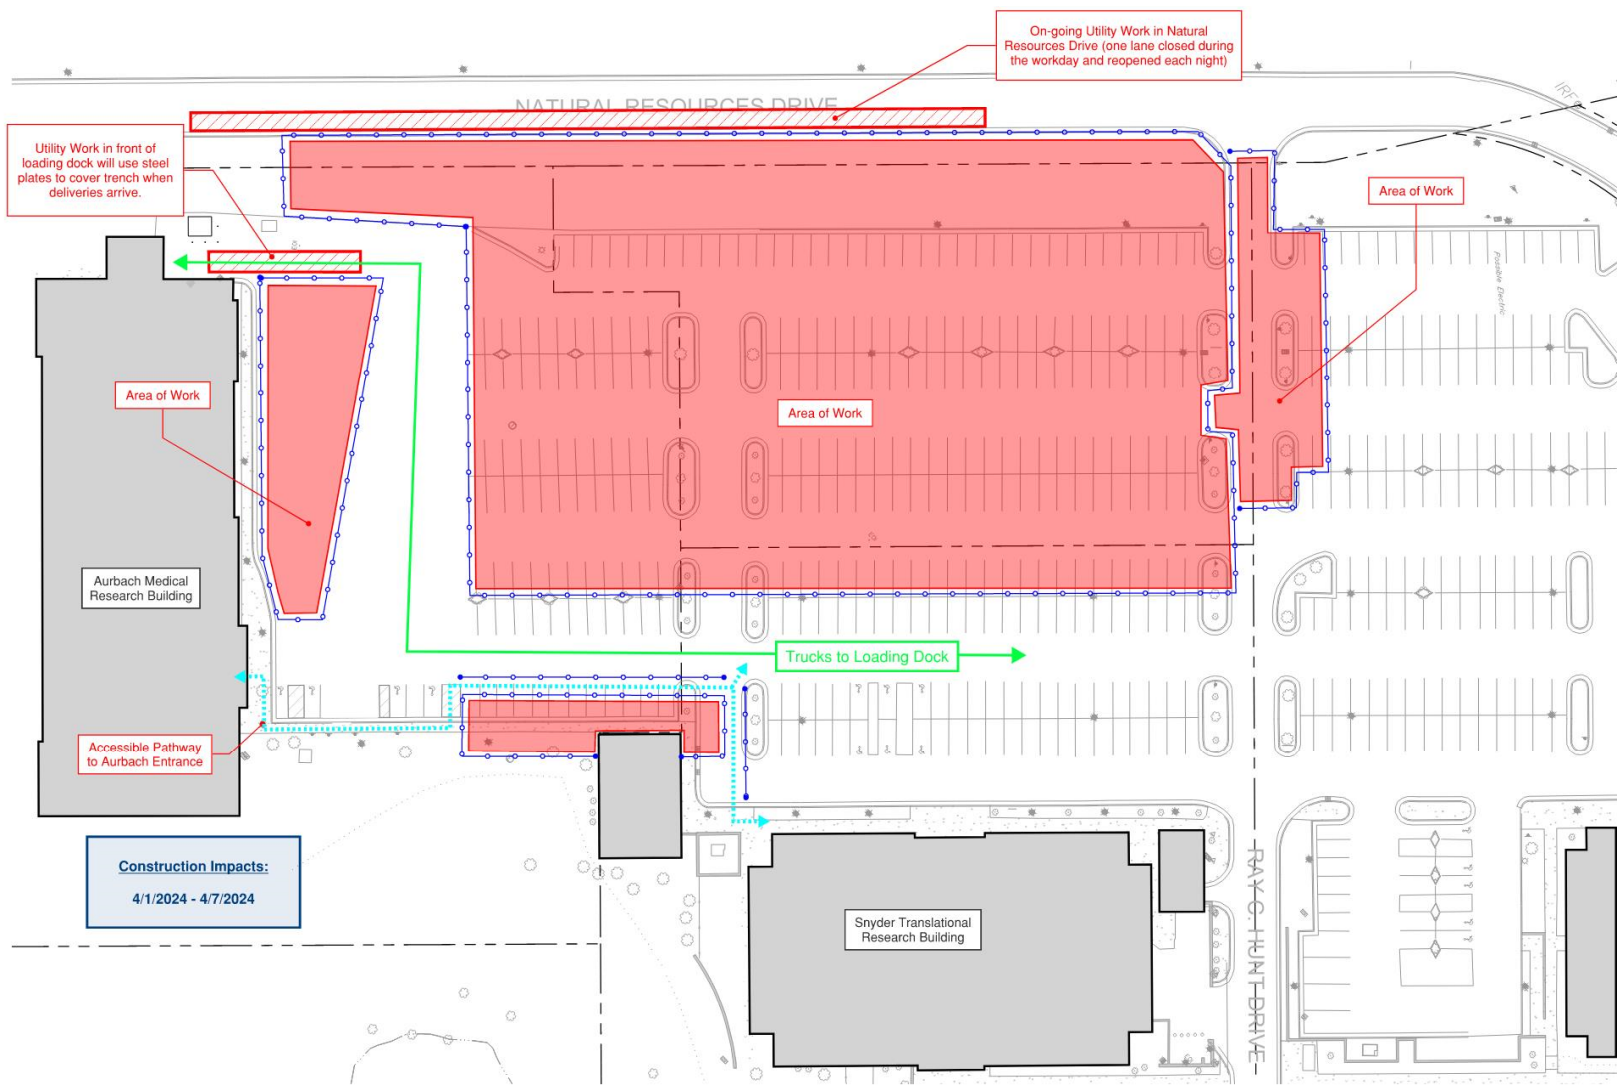 On-going Utility Work in Natural
Resources Drive (one lane closed during
the workday and reopened each night)
NATURAL RESOURCES DRIVE
Utility Work in front of
loading dock will use steel
plates to cover trench when
deliveries arrive.
Area of Work
Possible Electric
Area of Work
Area of Work
Aurbach Medical
Research Building
Trucks to Loading Dock
Accessible Pathway
to Aurbach Entrance
Construction Impacts:
4/1/2024 - 4/7/2024
Snyder Translational
Research Building
RAY C HUNT DRIVE